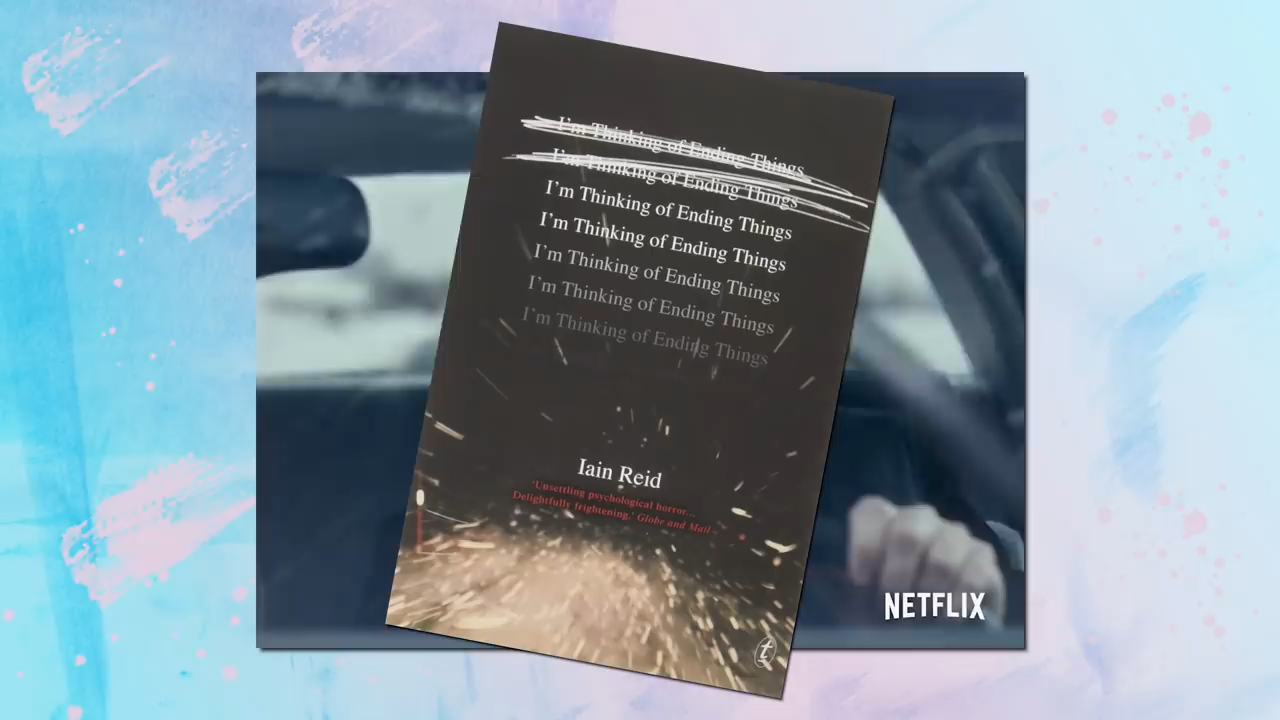 I'm Thinking of Ending Things
I'm Thinking of Ending Things
I'm Thinking of Ending Things
I'm Thinking of Ending Things
I'm Thinking of Ending Things
I'm Thinking of Ending Things
I'm Thinking of Ending Things
Iain Reid
'Unsettling psychological horror...
Delightfully frightening.' Globe and Mail
NETFLIX
t